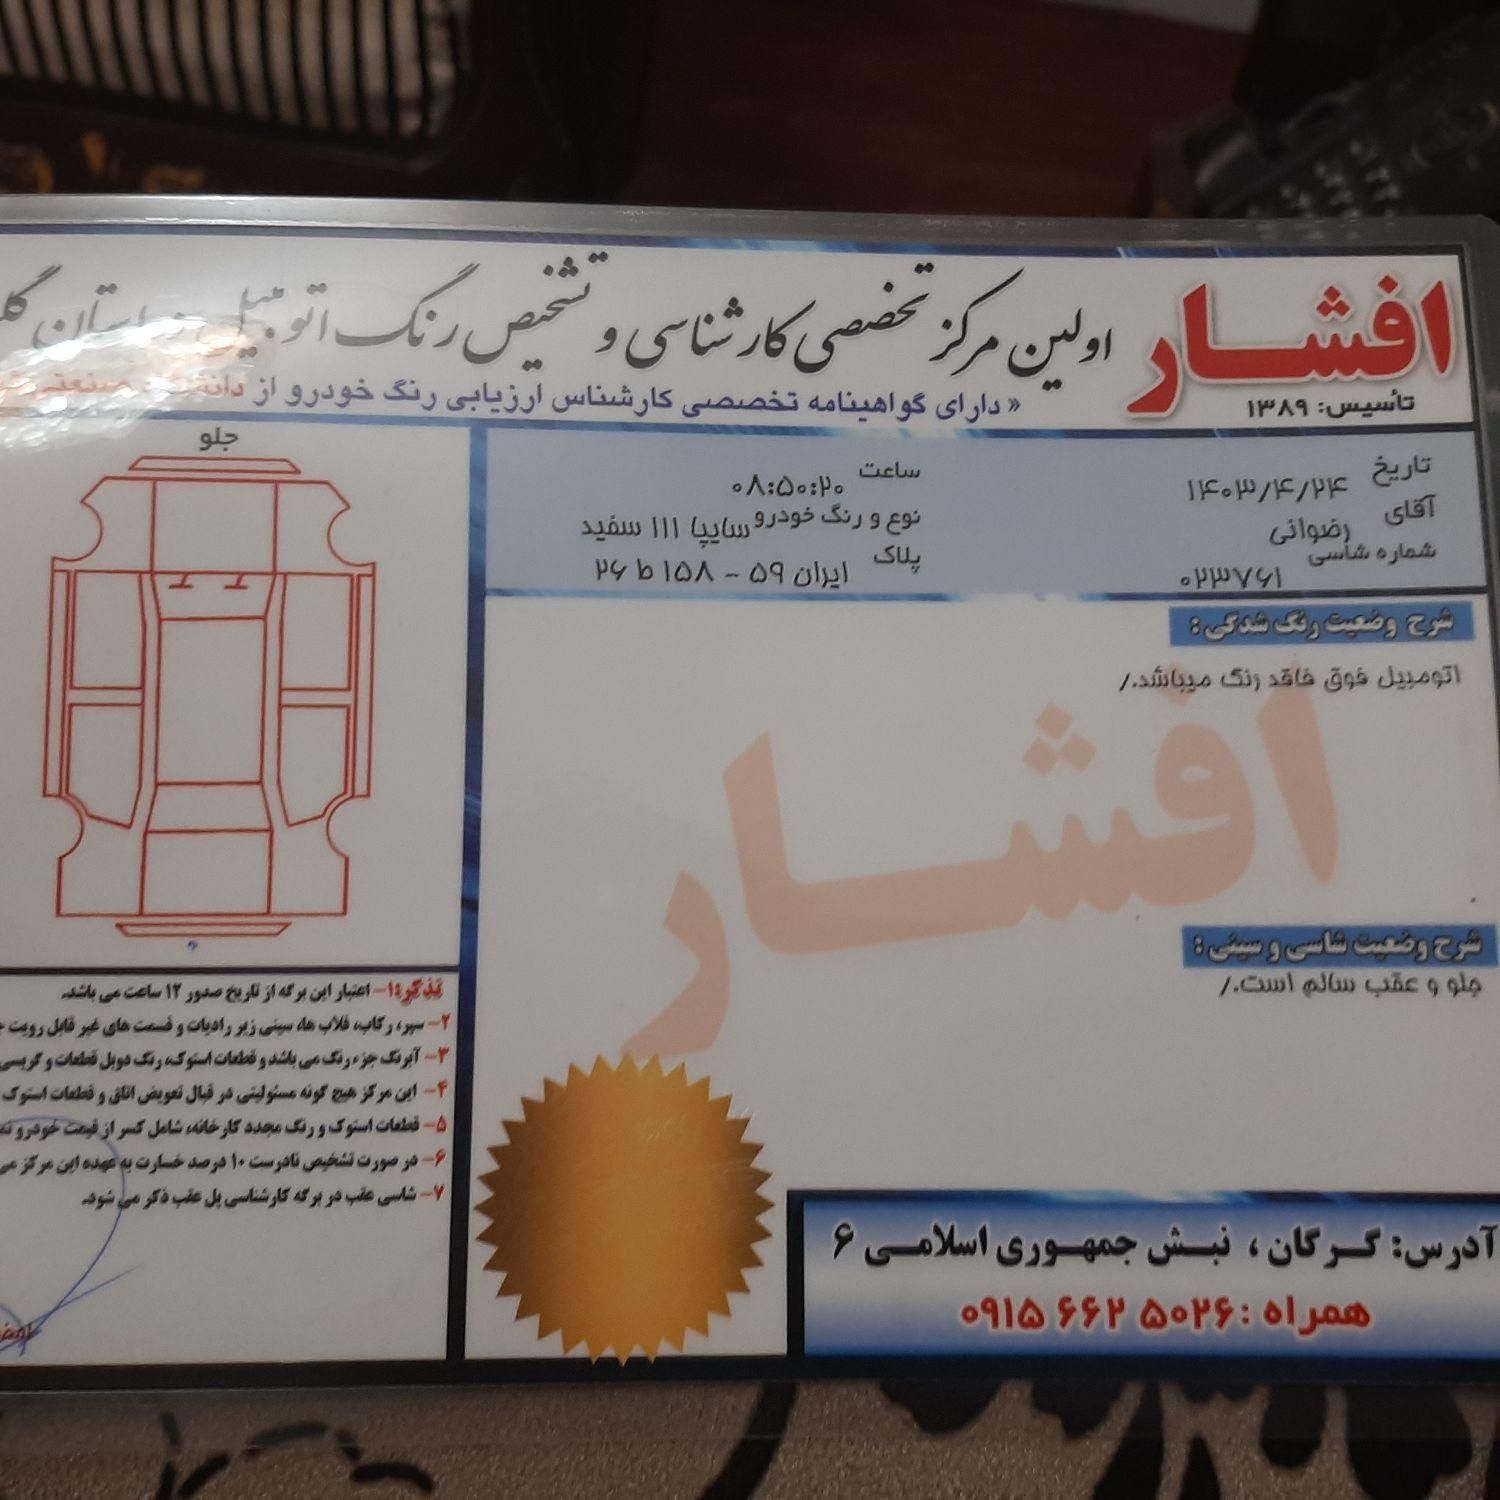 افشار
تأسیس: ۱۳۸۹
اولین مرکز تخصصی کارشناسی و تشخیص رنگ اتومبیل استان
« دارای گواهینامه تخصصی کارشناس ارزیابی رنگ خودرو از صنعتی
تاریخ ۱۴۰۳/۴/۲۴
آقای رضوانی
شماره شاسی ۰۲۳۷۶۱
ساعت ۰۸:۵۰:۲۰
نوع و رنگ خودرو سایپا ۱۱۱ سفید
پلاک ایران ۵۹ - ۱۵۸ ط ۲۶
شرح وضعیت رنگ شدگی :
اتومبیل فوق فاقد رنگ میباشد./
افشار
شرح وضعیت شاسی و سینی :
جلو و عقب سالم است./
جلو
تذکر:۱- اعتبار این برگه از تاریخ صدور ۱۲ ساعت می باشد.
۲- سپر، رکاب، قلاب ها، سینی زیر رادیات و قسمت های غیر قابل رویت
۳- آبرنگ جزء رنگ می باشد و قطعات استوک، رنگ دوبل قطعات و گریسی
۴- این مرکز هیچ گونه مسئولیتی در قبال تعویض اتاق و قطعات استوک
۵- قطعات استوک و رنگ مجدد کارخانه، شامل کسر از قیمت خودرو
۶- در صورت تشخیص نادرست ۱۰ درصد خسارت به عهده این مرکز می
۷- شاسی عقب در برگه کارشناسی پل عقب ذکر می شود.
آدرس: گرگان ، نبش جمهوری اسلامی ۶
همراه : ۰۹۱۵ ۶۶۲ ۵۰۲۶